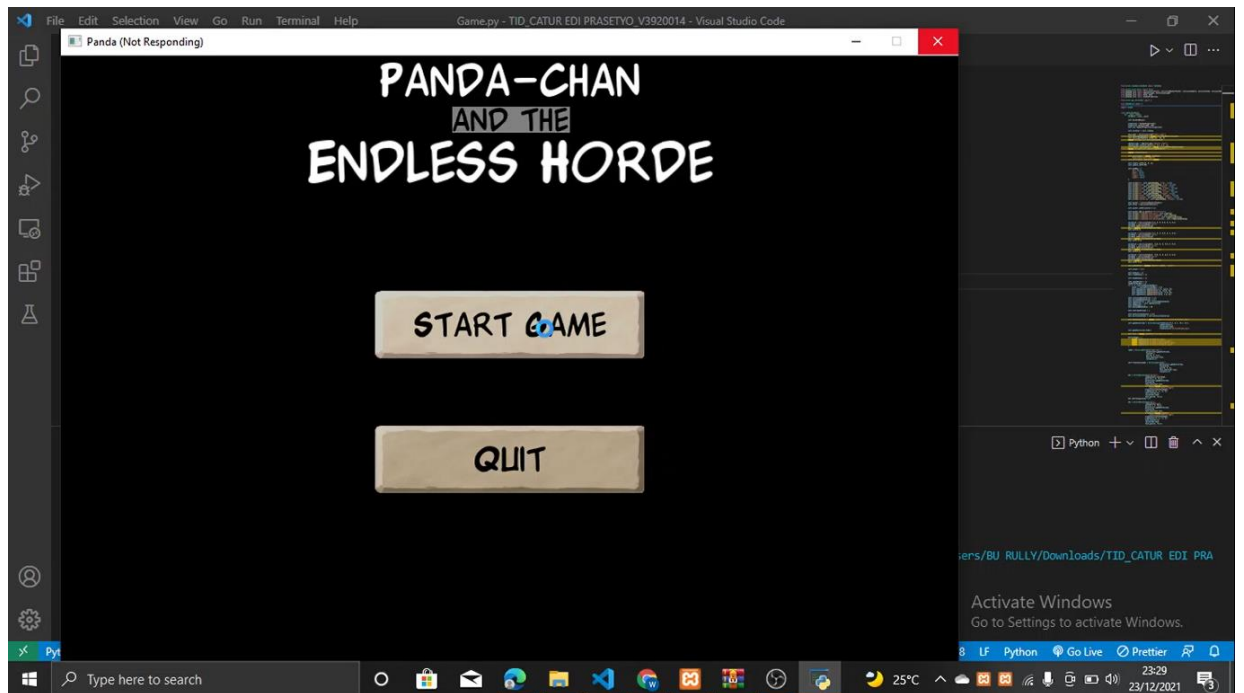 File Edit Selection View Go Run Terminal Help
Game.py - TID_CATUR EDI PRASETYO_V3920014 - Visual Studio Code
Panda (Not Responding)
PANDA-CHAN
AND THE
ENDLESS HORDE
START GAME
QUIT
Python
sers/BU RULLY/Downloads/TID_CATUR EDI PRA
Activate Windows
Go to Settings to activate Windows.
Pyt
8 LF Python Go Live Prettier
Type here to search
25°C
23:29
23/12/2021
3